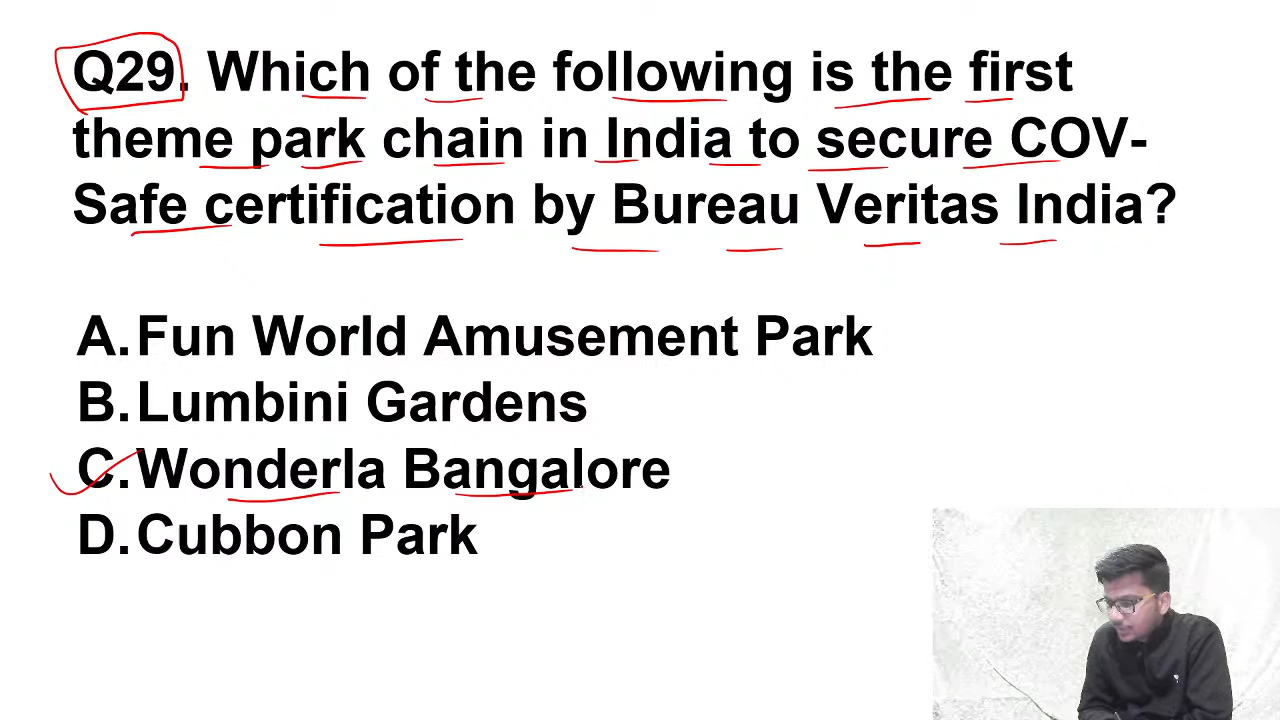 Q29. Which of the following is the first
theme park chain in India to secure COV-
Safe certification by Bureau Veritas India?
A. Fun World Amusement Park
B. Lumbini Gardens
C. Wonderla Bangalore
D. Cubbon Park